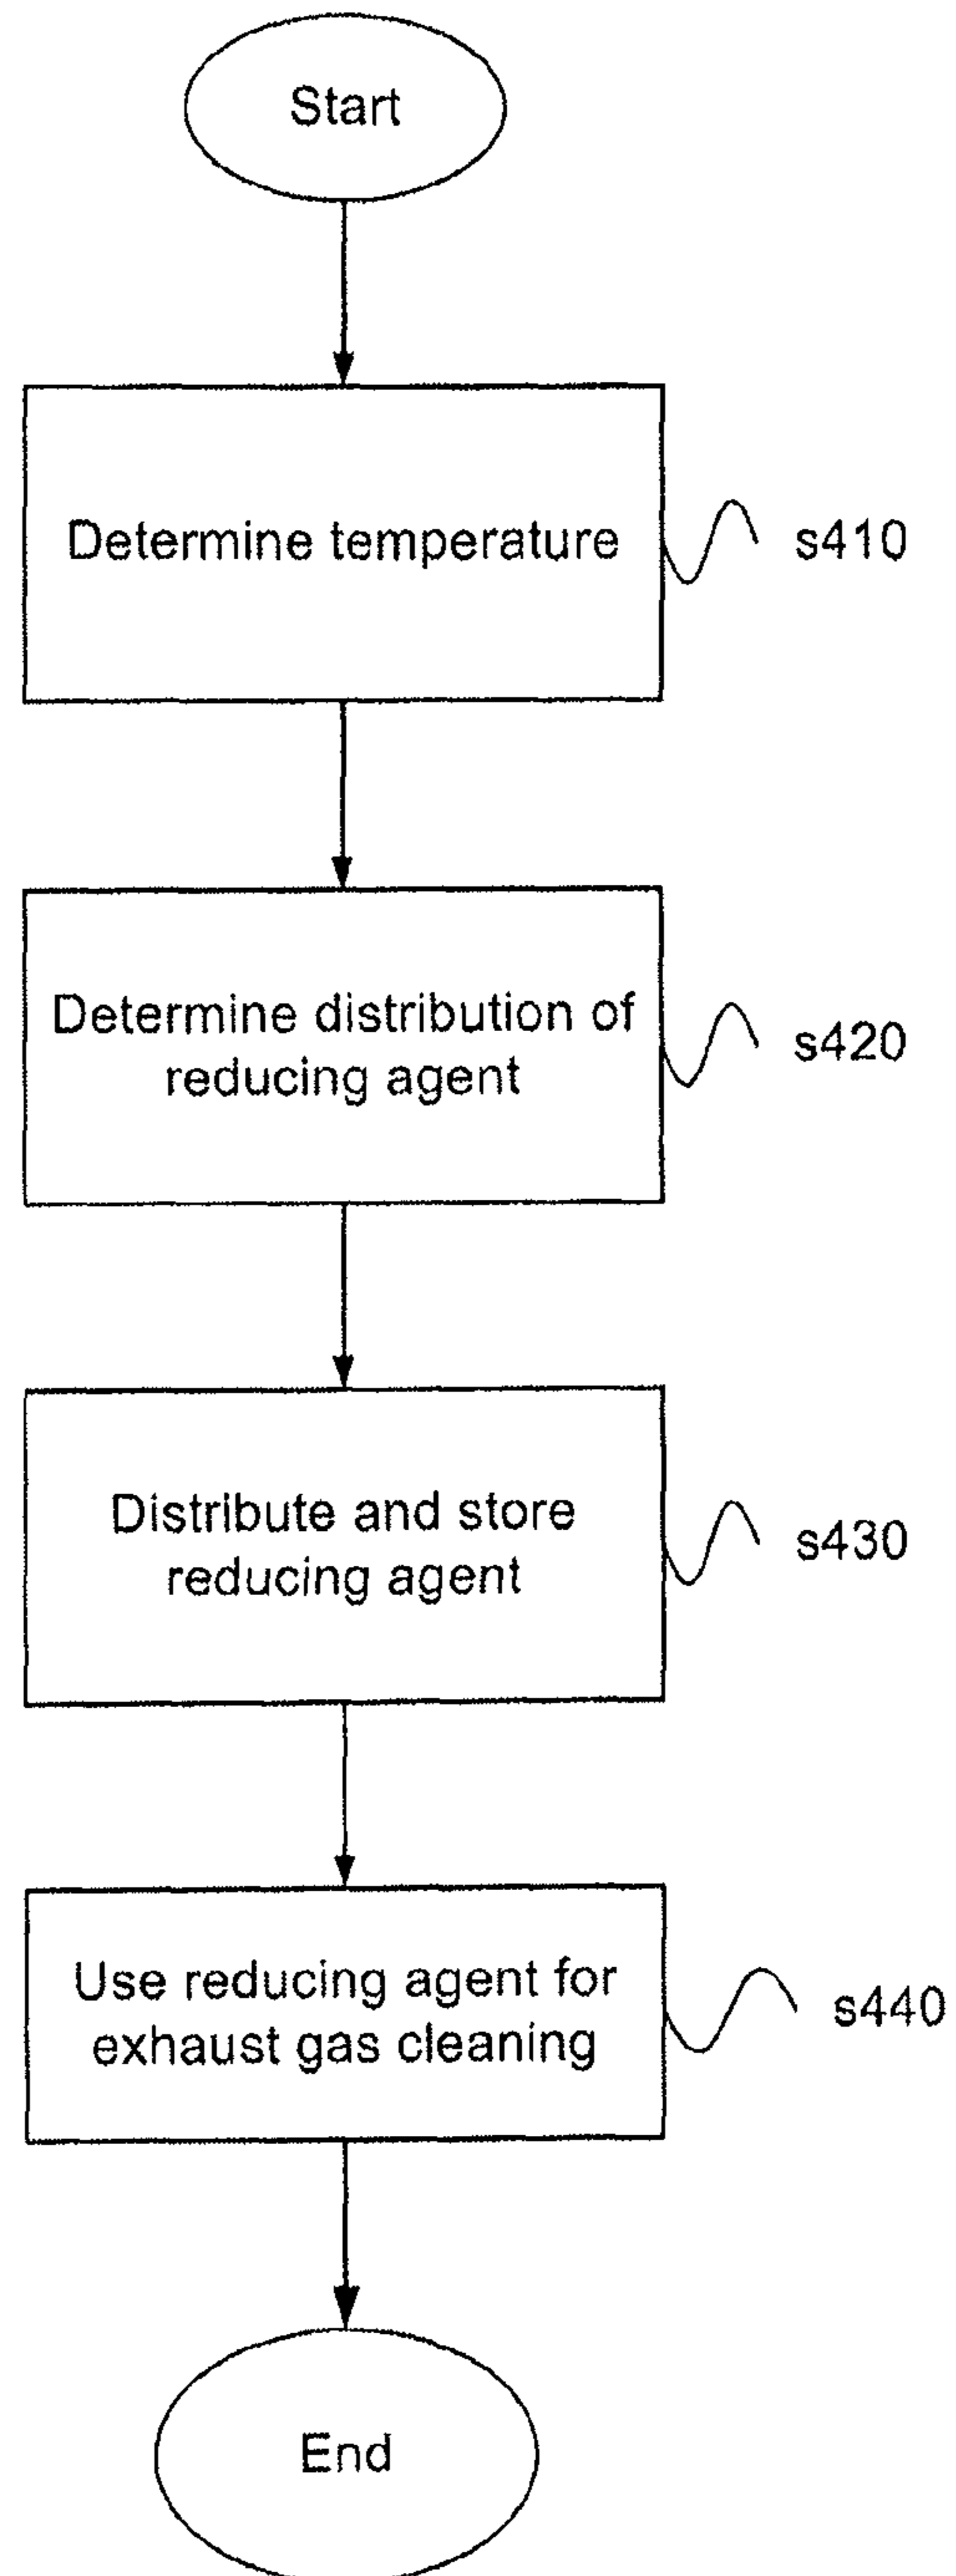 Start
Determine temperature
s410
Determine distribution of
reducing agent
s420
Distribute and store
reducing agent
s430
Use reducing agent for
exhaust gas cleaning
s440
End